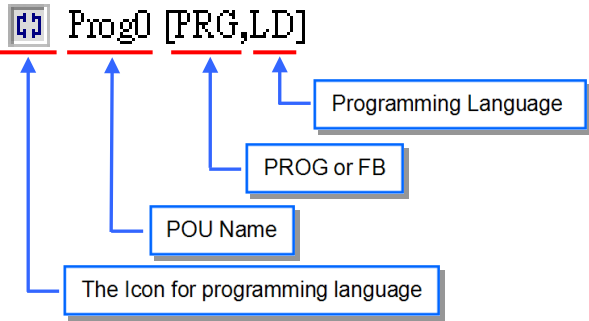 Prog0 [PRG,LD]
Programming Language
PROG or FB
POU Name
The Icon for programming language